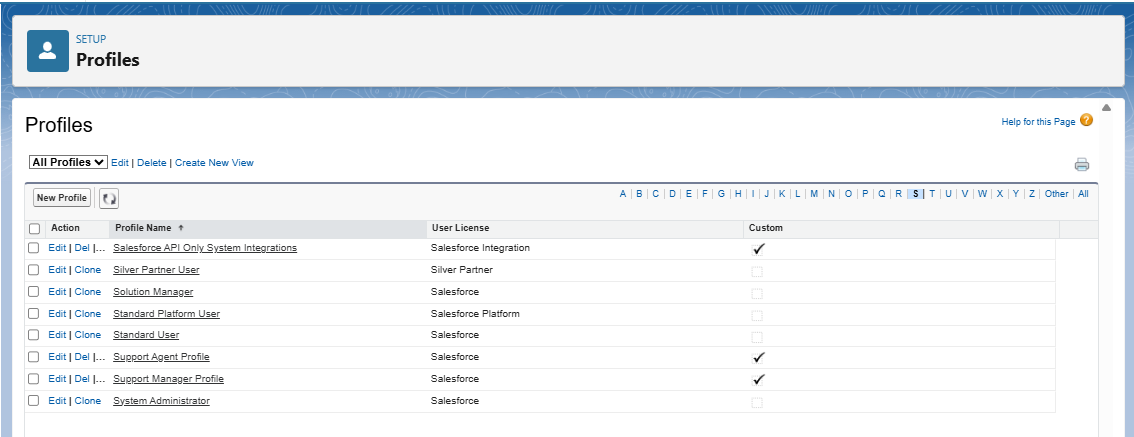 SETUP
Profiles
Profiles
Help for this Page ?
All Profiles Edit | Delete | Create New View
New Profile A | B | C | D | E | F | G | H | I | J | K | L | M | N | O | P | Q | R | S | T | U | V | W | X | Y | Z | Other | All
Action Profile Name ↑ User License Custom
Edit | Del |... Salesforce API Only System Integrations Salesforce Integration ✓
Edit | Clone Silver Partner User Silver Partner
Edit | Clone Solution Manager Salesforce
Edit | Clone Standard Platform User Salesforce Platform
Edit | Clone Standard User Salesforce
Edit | Del |... Support Agent Profile Salesforce ✓
Edit | Del |... Support Manager Profile Salesforce ✓
Edit | Clone System Administrator Salesforce